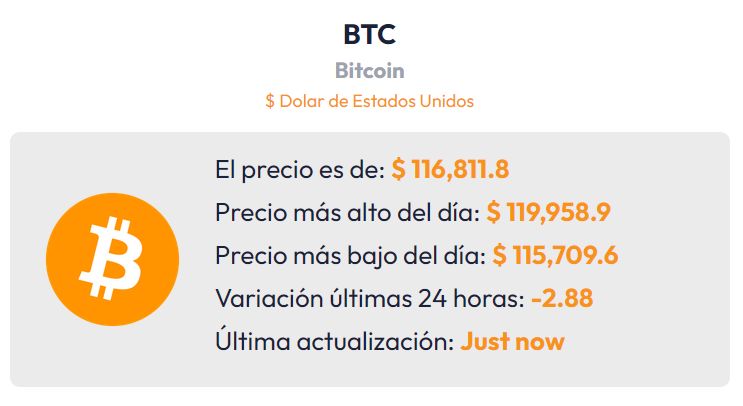 BTC
Bitcoin
$ Dolar de Estados Unidos
El precio es de: $ 116,811.8
Precio más alto del día: $ 119,958.9
Precio más bajo del día: $ 115,709.6
Variación últimas 24 horas: -2.88
Última actualización: Just now